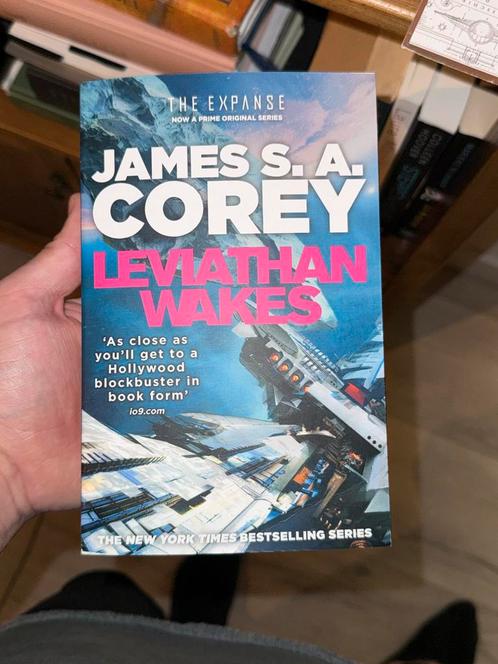 THE EXPANSE
NOW A PRIME ORIGINAL SERIES
JAMES S. A.
COREY
LEVIATHAN
WAKES
'As close as
you'll get to a
Hollywood
blockbuster in
book form'
io9.com
THE NEW YORK TIMES BESTSELLING SERIES